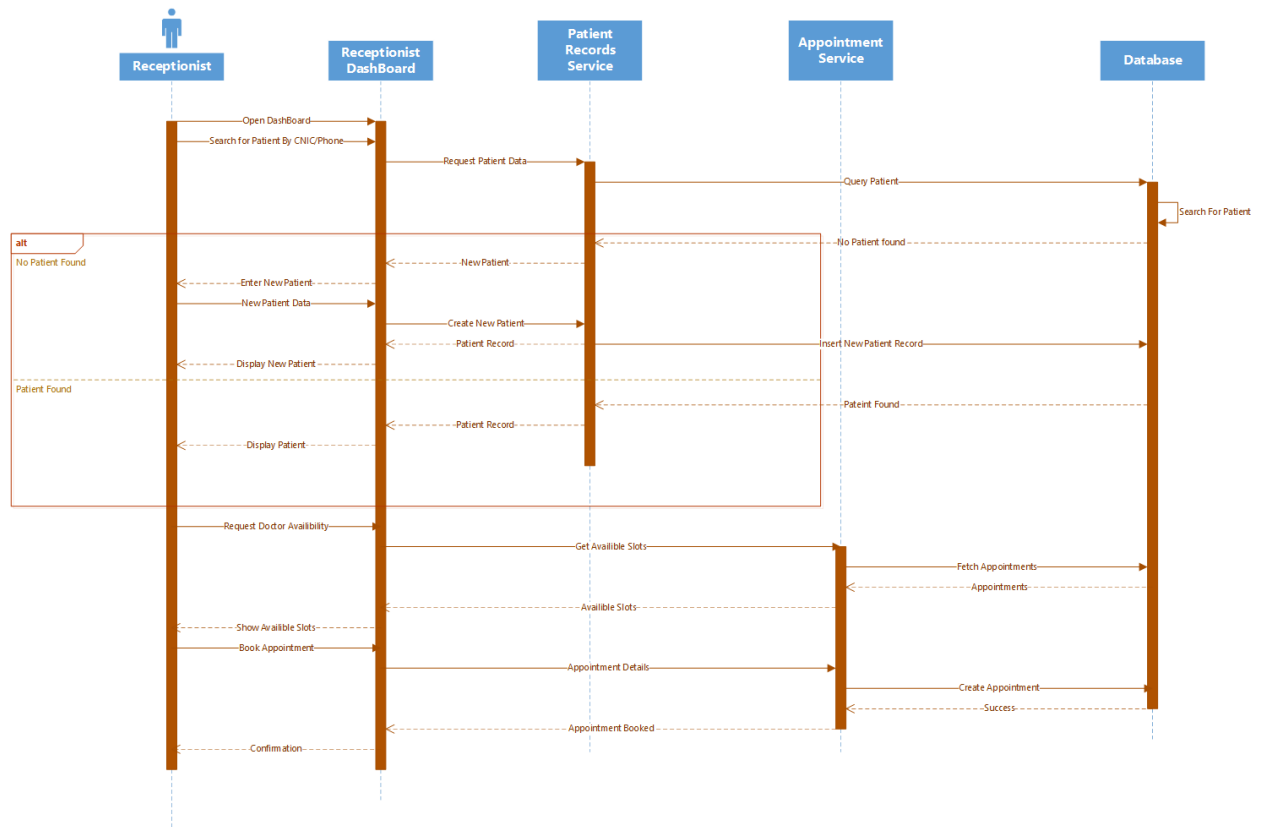 Receptionist
Receptionist
DashBoard
Patient
Records
Service
Appointment
Service
Database
Open DashBoard
Search for Patient By CNIC/Phone
Request Patient Data
Query Patient
Search For Patient
alt
No Patient found
No Patient Found
New Patient
Enter New Patient
New Patient Data
Create New Patient
Patient Record
Insert New Patient Record
Display New Patient
Patient Found
Pateint Found
Patient Record
Display Patient
Request Doctor Availibility
Get Availible Slots
Fetch Appointments
Appointments
Availible Slots
Show Availible Slots
Book Appointment
Appointment Details
Create Appointment
Success
Appointment Booked
Confirmation